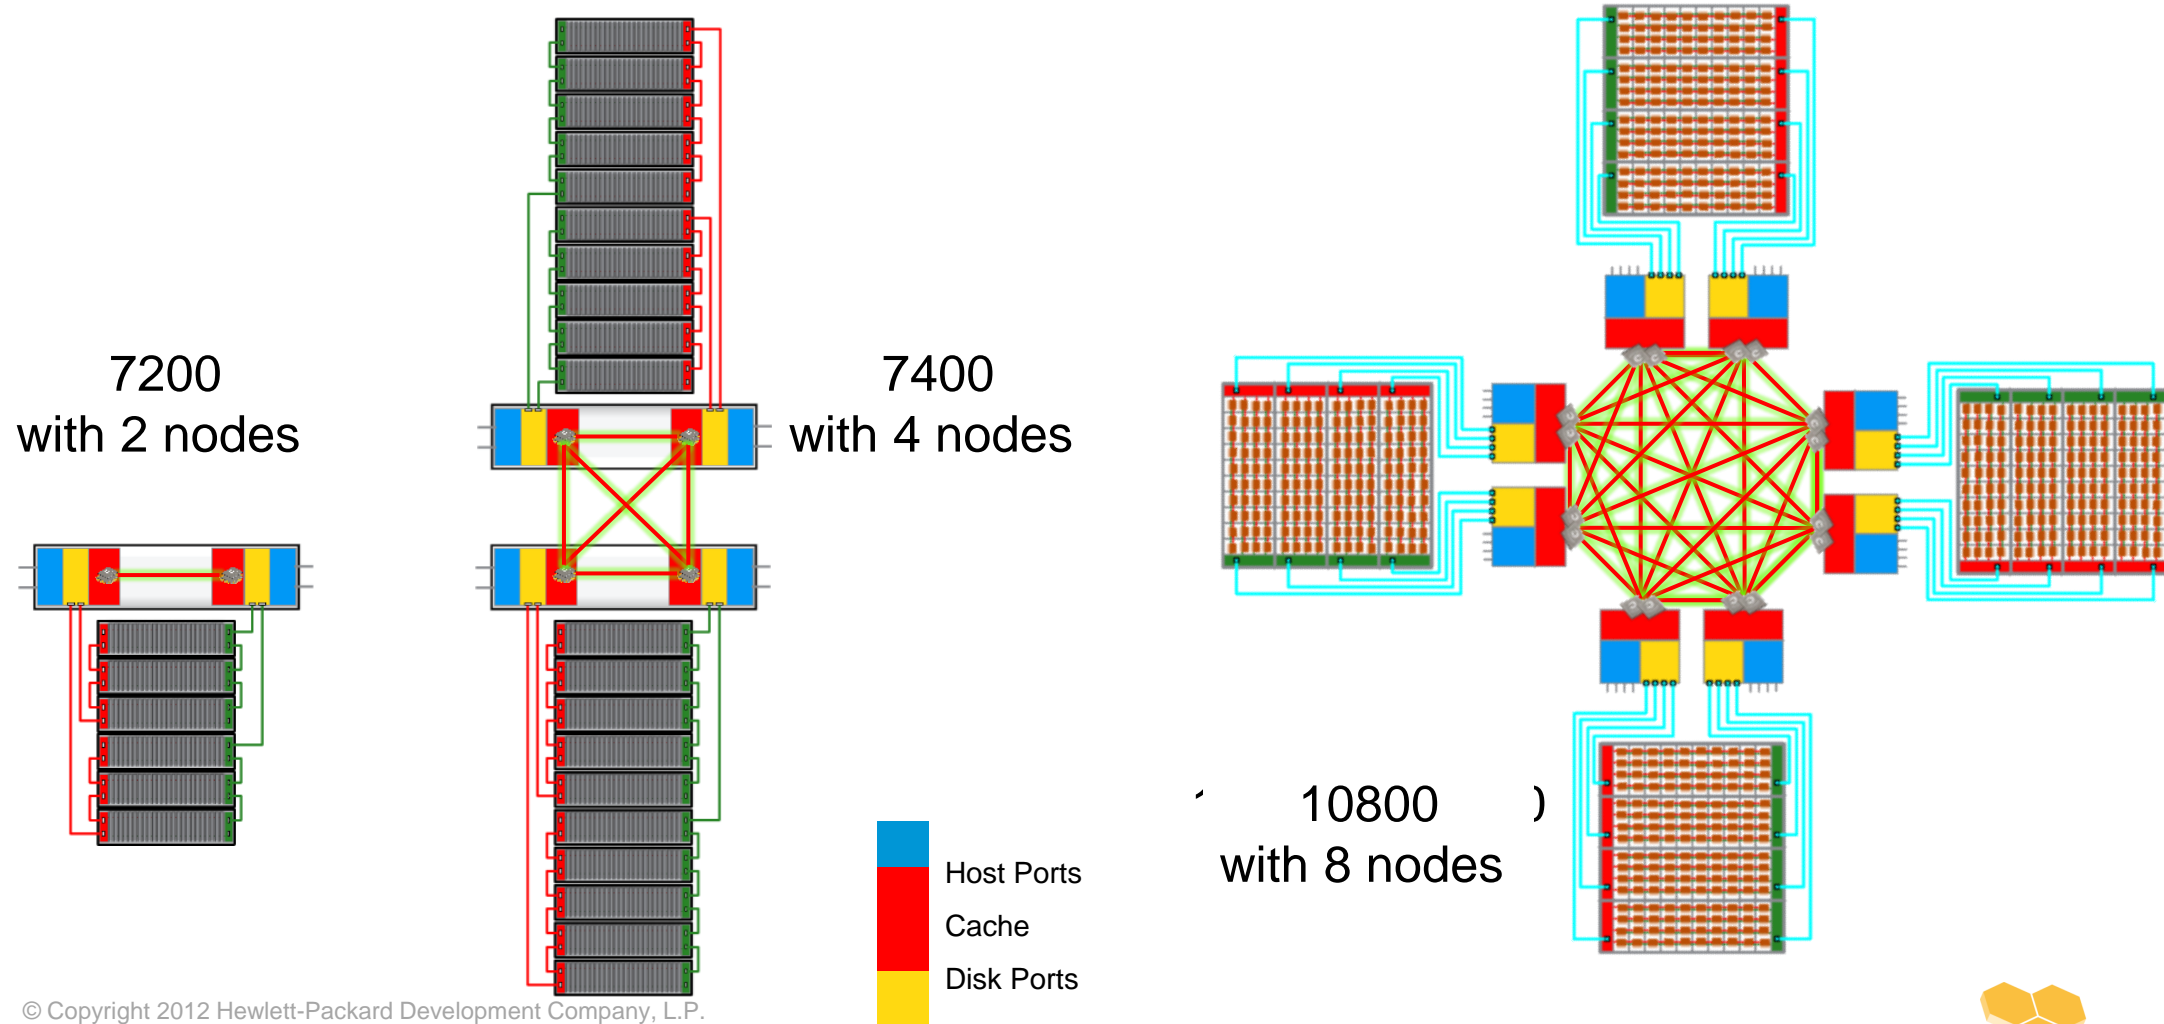 7200
with 2 nodes
7400
with 4 nodes
10800
with 8 nodes
Host Ports
Cache
Disk Ports
© Copyright 2012 Hewlett-Packard Development Company, L.P.